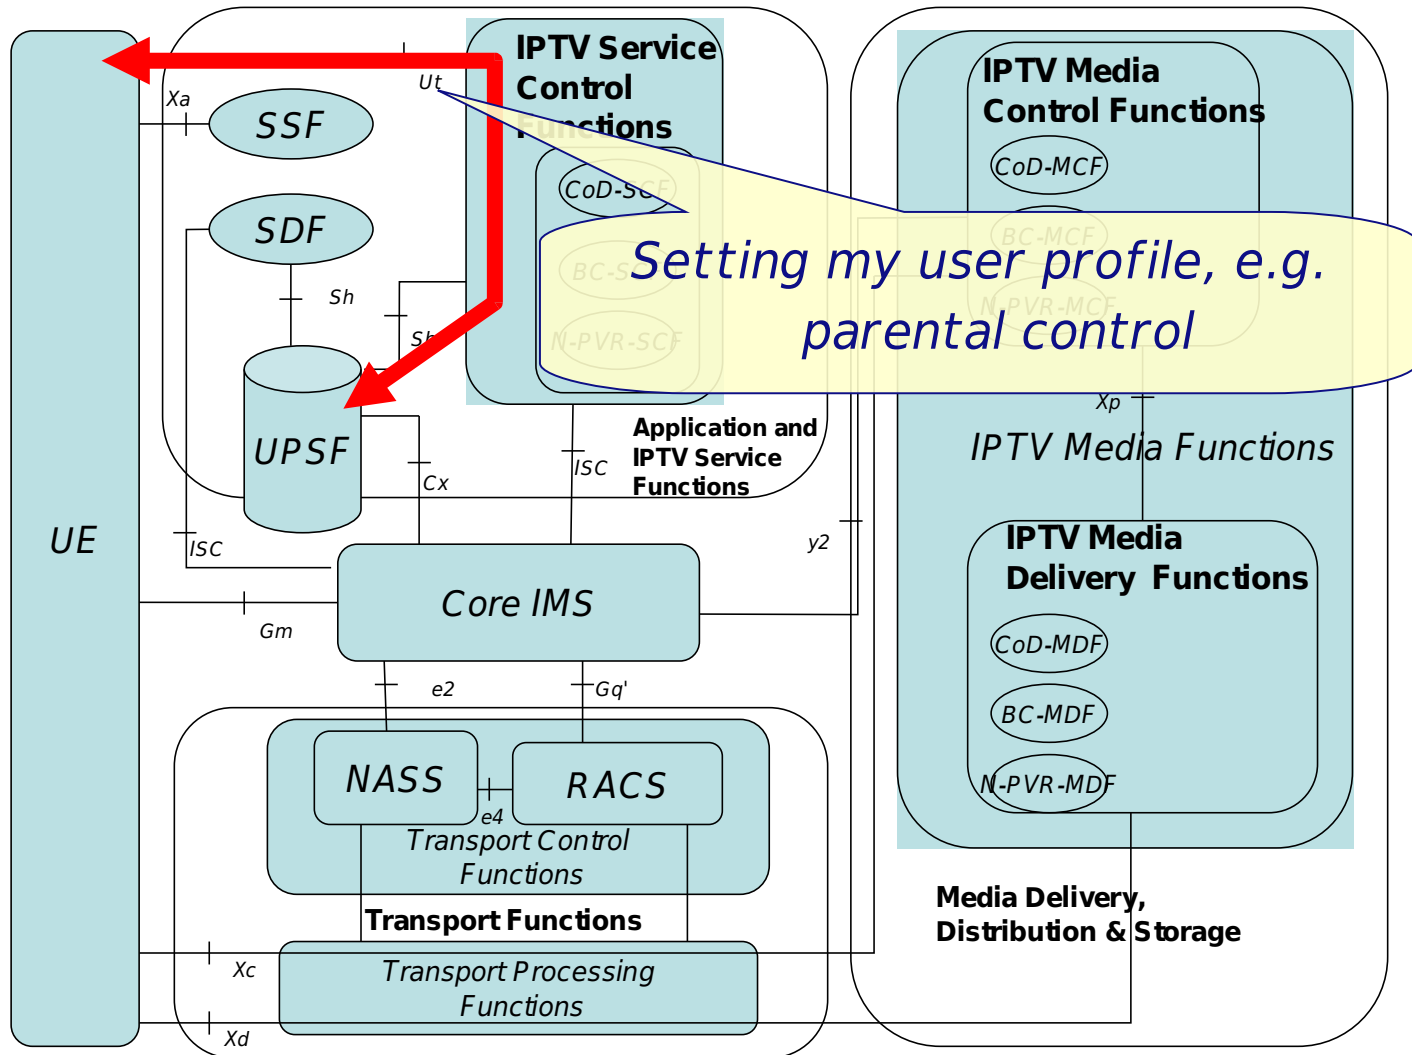 UE
Xa
SSF
SDF
Sh
UPSF
Ut
IPTV Service
Control
Functions
CoD-SCF
BC-SCF
N-PVR-SCF
Sh
Setting my user profile, e.g.
parental control
Application and
IPTV Service
Functions
Cx
ISC
ISC
Gm
Core IMS
y2
e2
Gq'
NASS
RACS
e4
Transport Control
Functions
Transport Functions
Transport Processing
Functions
Xc
Xd
IPTV Media
Control Functions
CoD-MCF
BC-MCF
N-PVR-MCF
Xp
IPTV Media Functions
IPTV Media
Delivery Functions
CoD-MDF
BC-MDF
N-PVR-MDF
Media Delivery,
Distribution & Storage